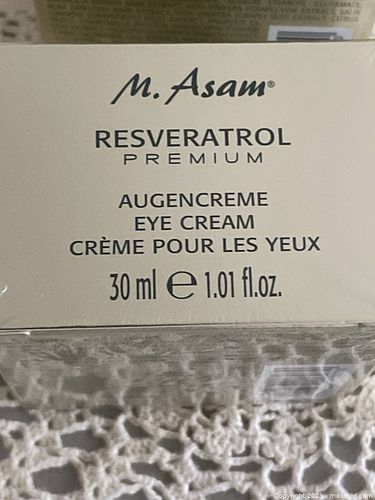 M. Asam®
RESVERATROL
PREMIUM
AUGENCREME
EYE CREAM
CRÈME POUR LES YEUX
30 ml ℮ 1.01 fl.oz.